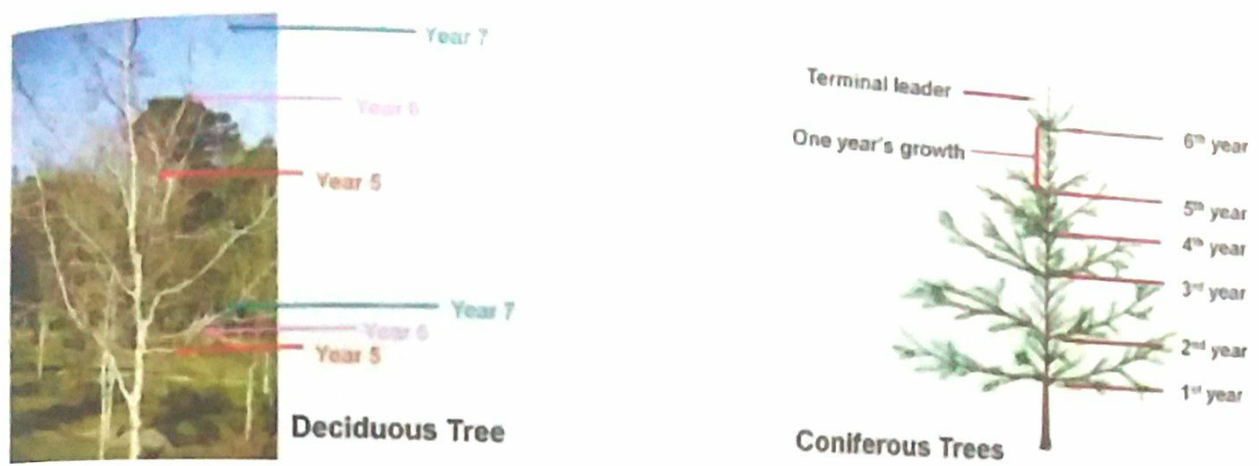 Year 7
Year 6
Year 5
Year 7
Year 6
Year 5
Deciduous Tree
Terminal leader
One year's growth
6th year
5th year
4th year
3rd year
2nd year
1st year
Coniferous Trees